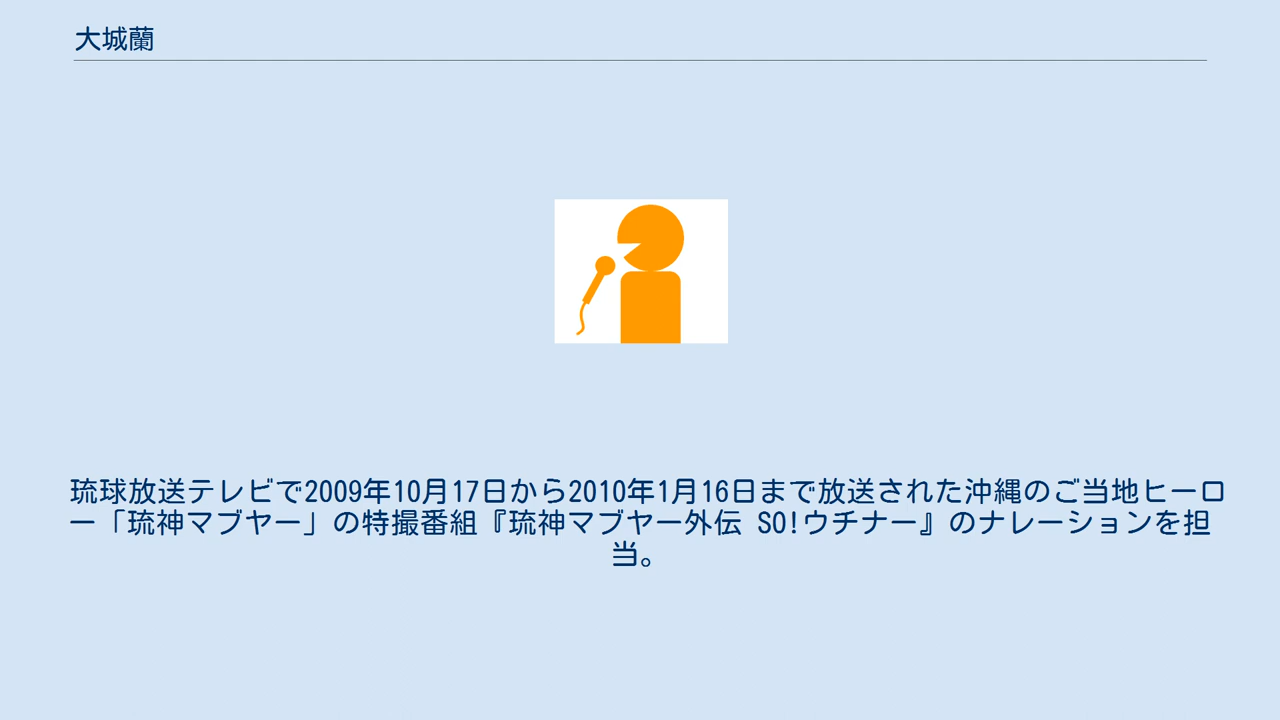 大城蘭
琉球放送テレビで2009年10月17日から2010年1月16日まで放送された沖縄のご当地ヒーロ
ー「琉神マブヤー」の特撮番組『琉神マブヤー外伝 SO!ウチナー』のナレーションを担
当。